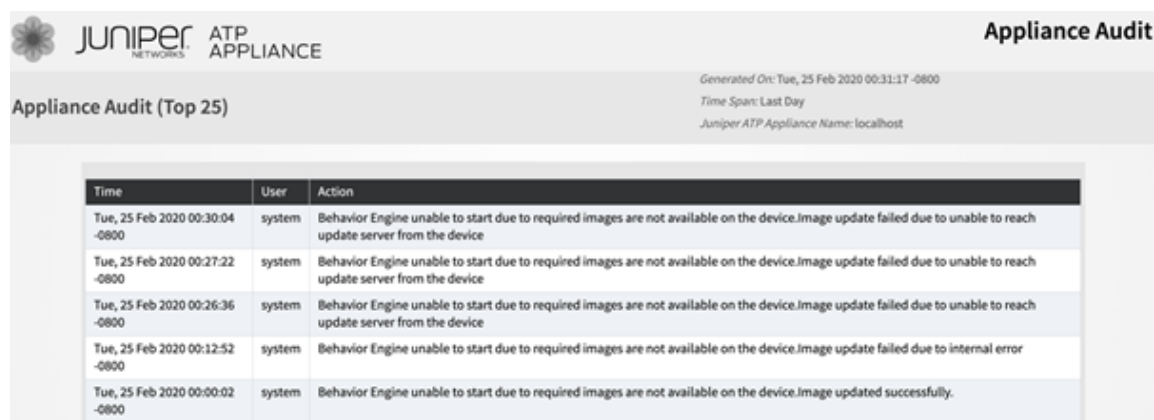 JUNIPER
NETWORKS
ATP
APPLIANCE
Appliance Audit
Generated On: Tue, 25 Feb 2020 00:31:17 -0800
Appliance Audit (Top 25)
Time Span: Last Day
Juniper ATP Appliance Name: localhost
Time User Action
Tue, 25 Feb 2020 00:30:04 system Behavior Engine unable to start due to required images are not available on the device.Image update failed due to unable to reach
-0800 update server from the device
Tue, 25 Feb 2020 00:27:22 system Behavior Engine unable to start due to required images are not available on the device.Image update failed due to unable to reach
-0800 update server from the device
Tue, 25 Feb 2020 00:26:36 system Behavior Engine unable to start due to required images are not available on the device.Image update failed due to unable to reach
-0800 update server from the device
Tue, 25 Feb 2020 00:12:52 system Behavior Engine unable to start due to required images are not available on the device.Image update failed due to internal error
-0800
Tue, 25 Feb 2020 00:00:02 system Behavior Engine unable to start due to required images are not available on the device.Image updated successfully.
-0800